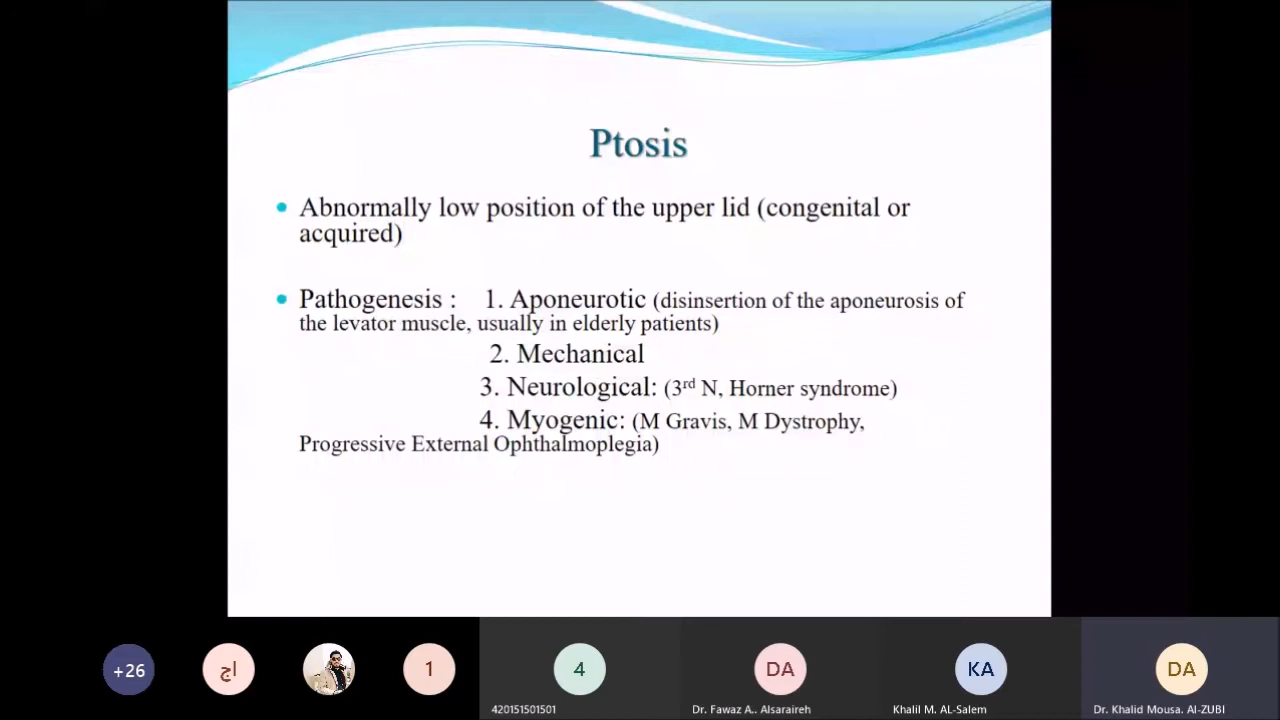 Ptosis
Abnormally low position of the upper lid (congenital or
acquired)
Pathogenesis : 1. Aponeurotic (disinsertion of the aponeurosis of
the levator muscle, usually in elderly patients)
2. Mechanical
3. Neurological: (3rd N, Horner syndrome)
4. Myogenic: (M Gravis, M Dystrophy,
Progressive External Ophthalmoplegia)
+26
اج
1
4
DA
KA
DA
420151501501
Dr. Fawaz A.. Alsaraireh
Khalil M. AL-Salem
Dr. Khalid Mousa. Al-ZUBI